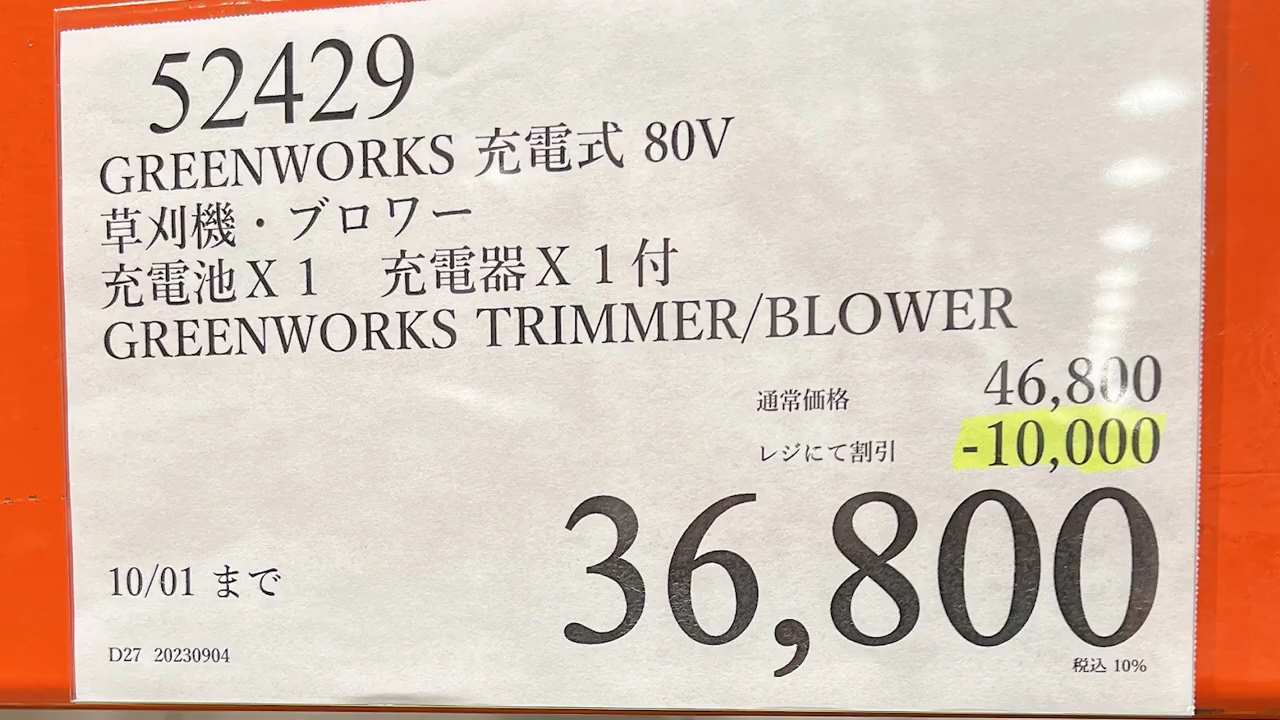 52429
GREENWORKS 充電式 80V
草刈機・ブロワー
充電池X1 充電器X1付
GREENWORKS TRIMMER/BLOWER
通常価格 46,800
レジにて割引 -10,000
36,800
10/01 まで
D27 20230904
税込 10%